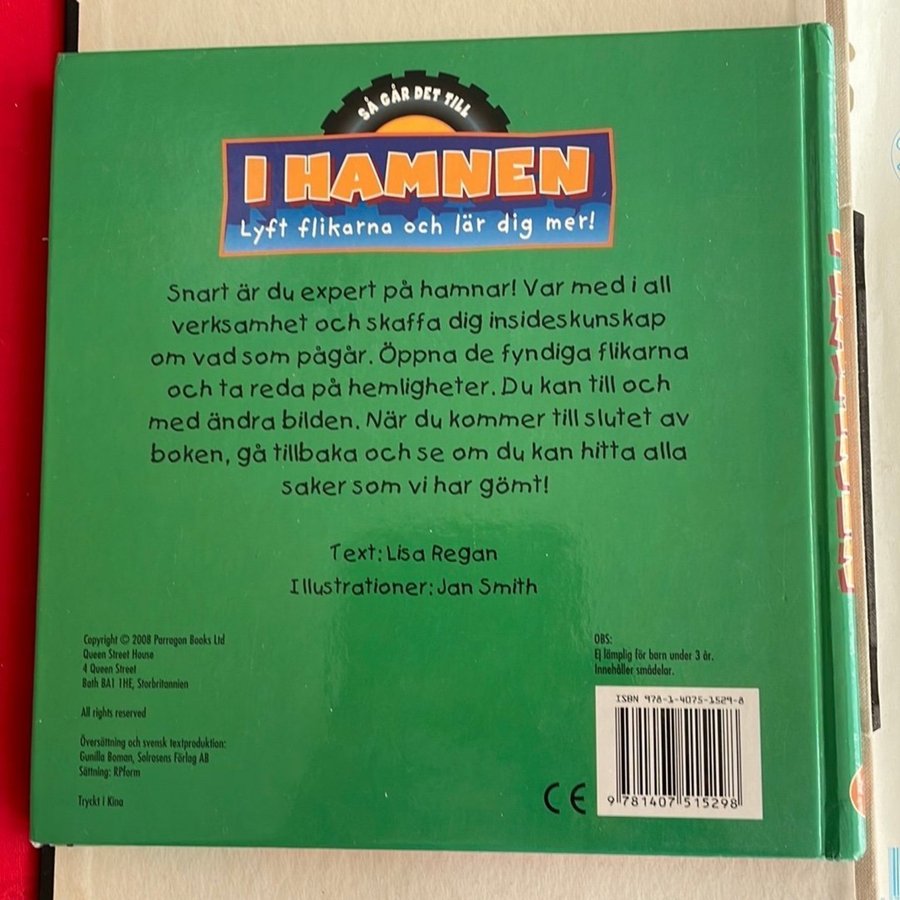 SÅ GÅR DET TILL
I HAMNEN
Lyft flikarna och lär dig mer!
Snart är du expert på hamnar! Var med i all
verksamhet och skaffa dig insideskunskap
om vad som pågår. Öppna de fyndiga flikarna
och ta reda på hemligheter. Du kan till och
med ändra bilden. När du kommer till slutet av
boken, gå tillbaka och se om du kan hitta alla
saker som vi har gömt!
Text: Lisa Regan
Illustrationer: Jan Smith
Copyright © 2008 Parragon Books Ltd
Queen Street House
4 Queen Street
Bath BA1 1HE, Storbritannien
All rights reserved
Översättning och svensk textproduktion:
Gunilla Boman, Solrosens Förlag AB
Sättning: RPform
Tryckt i Kina
OBS:
Ej lämplig för barn under 3 år.
Innehåller smådelar.
ISBN 978-1-4075-1529-8
CE
9 781407 515298